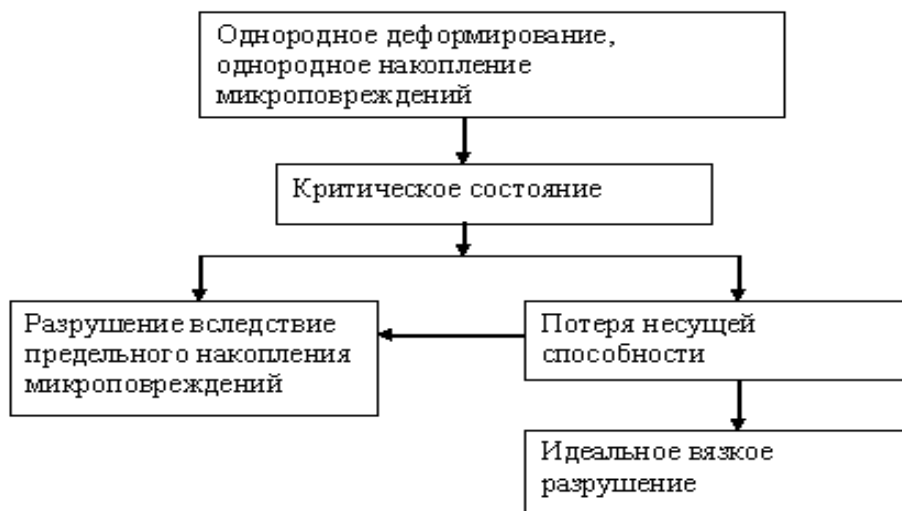 Однородное деформирование,
однородное накопление
микроповреждений
Критическое состояние
Разрушение вследствие
предельного накопления
микроповреждений
Потеря несущей
способности
Идеальное вязкое
разрушение